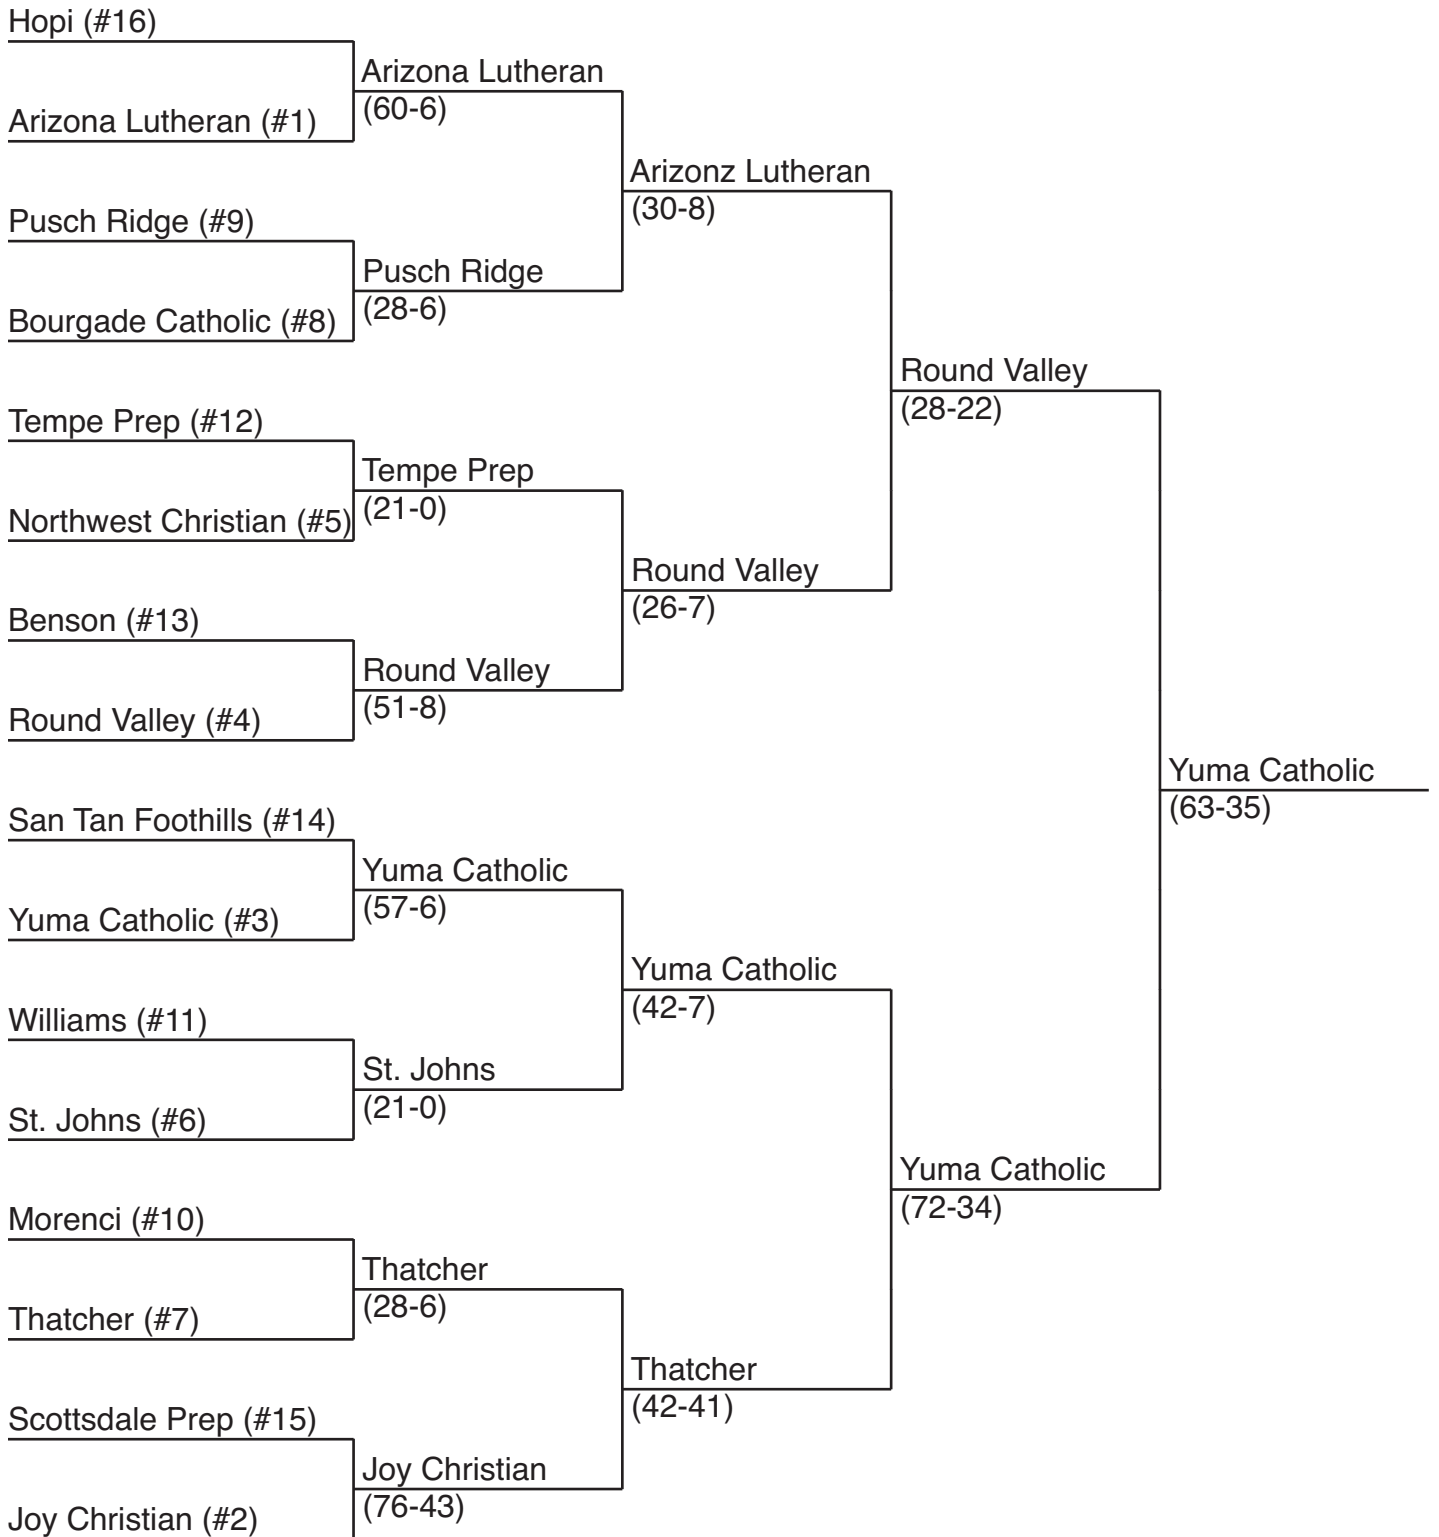 Hopi (#16)
Arizona Lutheran (#1)
Pusch Ridge (#9)
Bourgade Catholic (#8)
Tempe Prep (#12)
Northwest Christian (#5)
Benson (#13)
Round Valley (#4)
San Tan Foothills (#14)
Yuma Catholic (#3)
Williams (#11)
St. Johns (#6)
Morenci (#10)
Thatcher (#7)
Scottsdale Prep (#15)
Joy Christian (#2)
Arizona Lutheran
(60-6)
Pusch Ridge
(28-6)
Tempe Prep
(21-0)
Round Valley
(51-8)
Yuma Catholic
(57-6)
St. Johns
(21-0)
Thatcher
(28-6)
Joy Christian
(76-43)
Arizonz Lutheran
(30-8)
Round Valley
(26-7)
Yuma Catholic
(42-7)
Thatcher
(42-41)
Round Valley
(28-22)
Yuma Catholic
(72-34)
Yuma Catholic
(63-35)